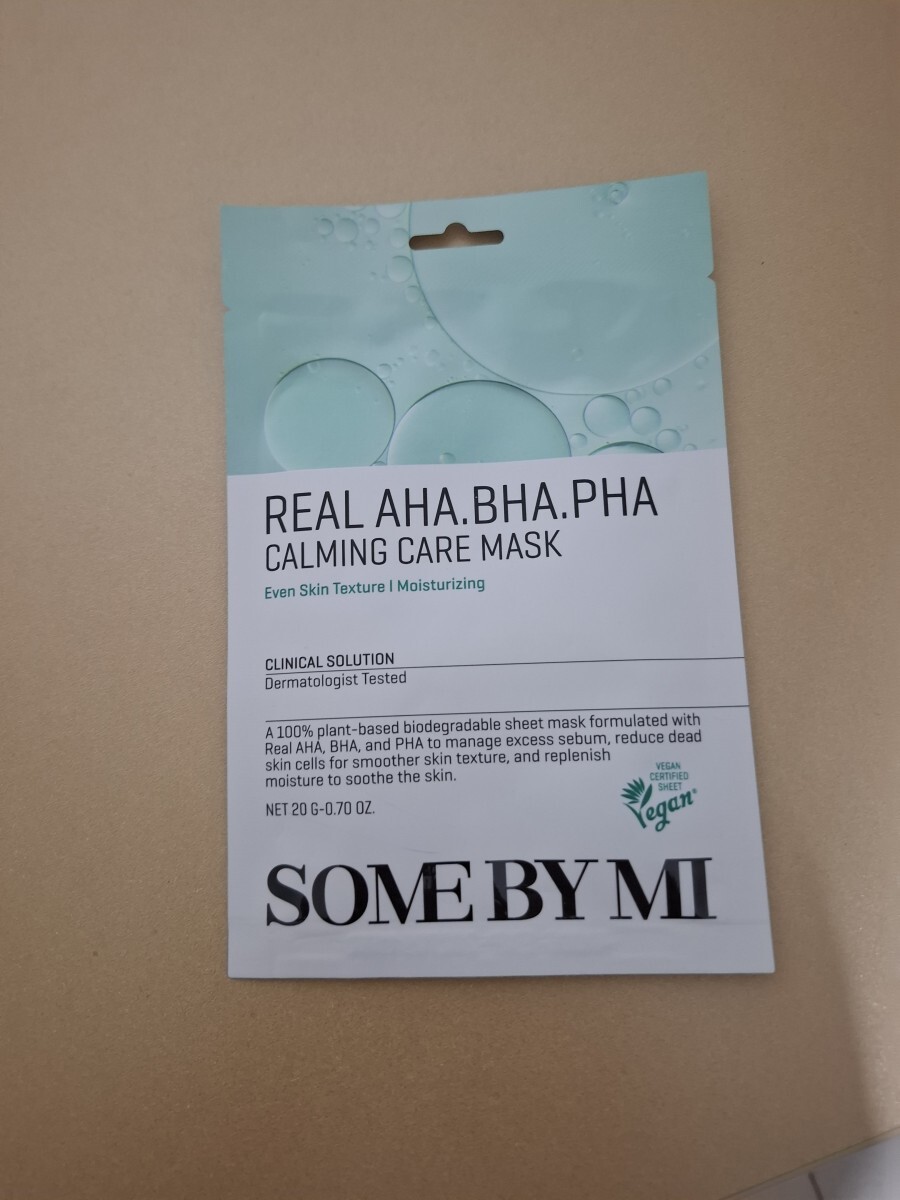 REAL AHA.BHA.PHA
CALMING CARE MASK
Even Skin Texture | Moisturizing
CLINICAL SOLUTION
Dermatologist Tested
A 100% plant-based biodegradable sheet mask formulated with
Real AHA, BHA, and PHA to manage excess sebum, reduce dead
skin cells for smoother skin texture, and replenish
moisture to soothe the skin.
NET 20 G-0.70 OZ.
VEGAN
CERTIFIED
SHEET
Vegan®
SOME BY MI